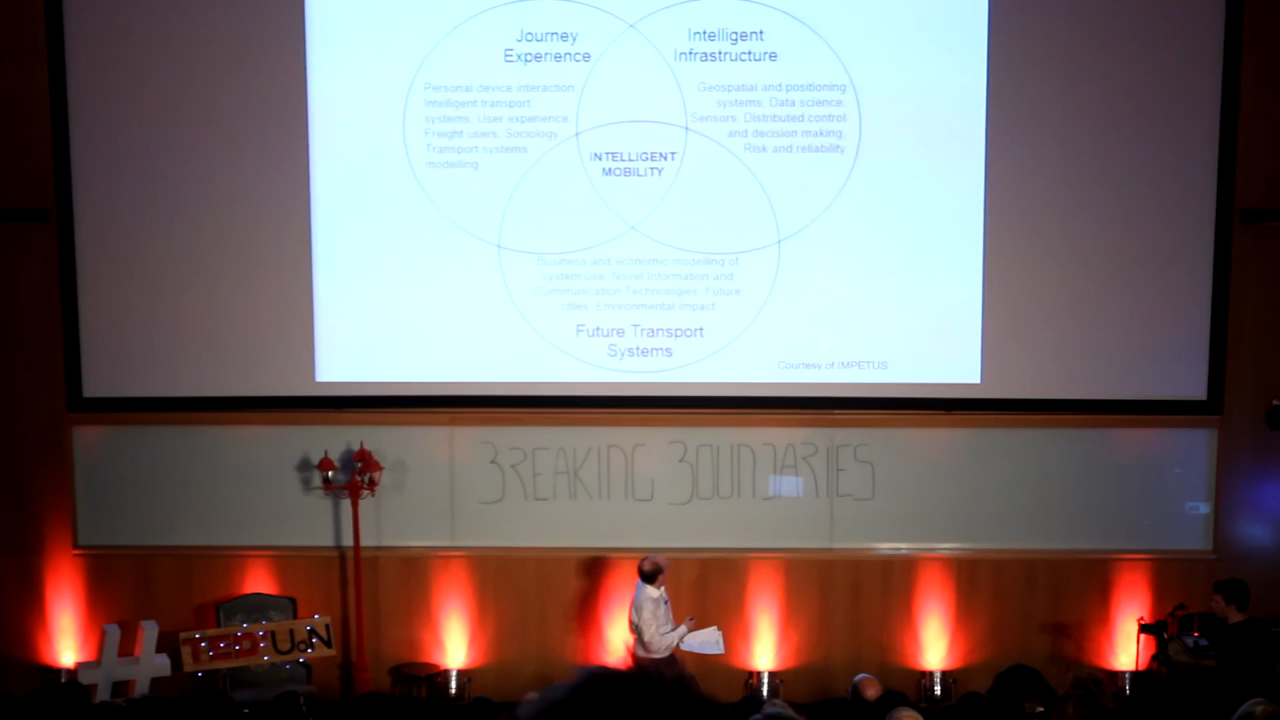 Journey
Experience
Personal device interaction.
Intelligent transport
systems. User experience.
Freight users. Sociology.
Transport systems
modelling.
Intelligent
Infrastructure
Geospatial and positioning
systems. Data science.
Sensors. Distributed control
and decision making.
Risk and reliability.
INTELLIGENT
MOBILITY
Business and economic modelling of
system use. Novel Information and
Communication Technologies. Future
cities. Environmental impact.
Future Transport
Systems
Courtesy of IMPETUS
BREAKING BOUNDARIES
#
TEDxUoN